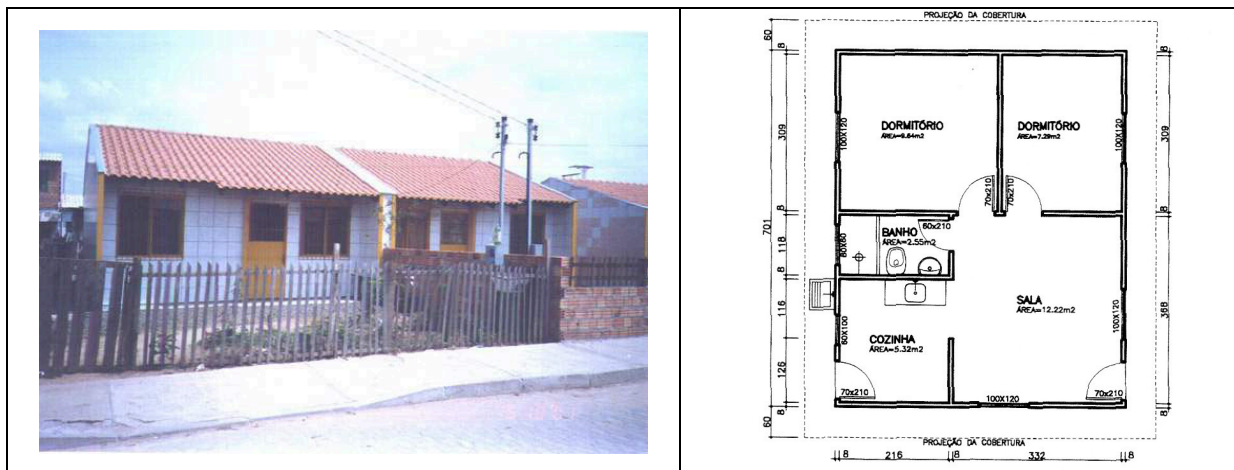 PROJEÇÃO DA COBERTURA
60
8
8
DORMITÓRIO
ÁREA=9.84m2
DORMITÓRIO
ÁREA=7.29m2
100X120
100X120
309
309
70x210
70x210
8
8
701
BANHO
ÁREA=2.55m2
60x210
60X60
118
8
SALA
ÁREA=12.22m2
116
60X100
100X120
388
COZINHA
ÁREA=5.32m2
126
70x210
70x210
100X120
8
8
60
PROJEÇÃO DA COBERTURA
8
216
8
332
8